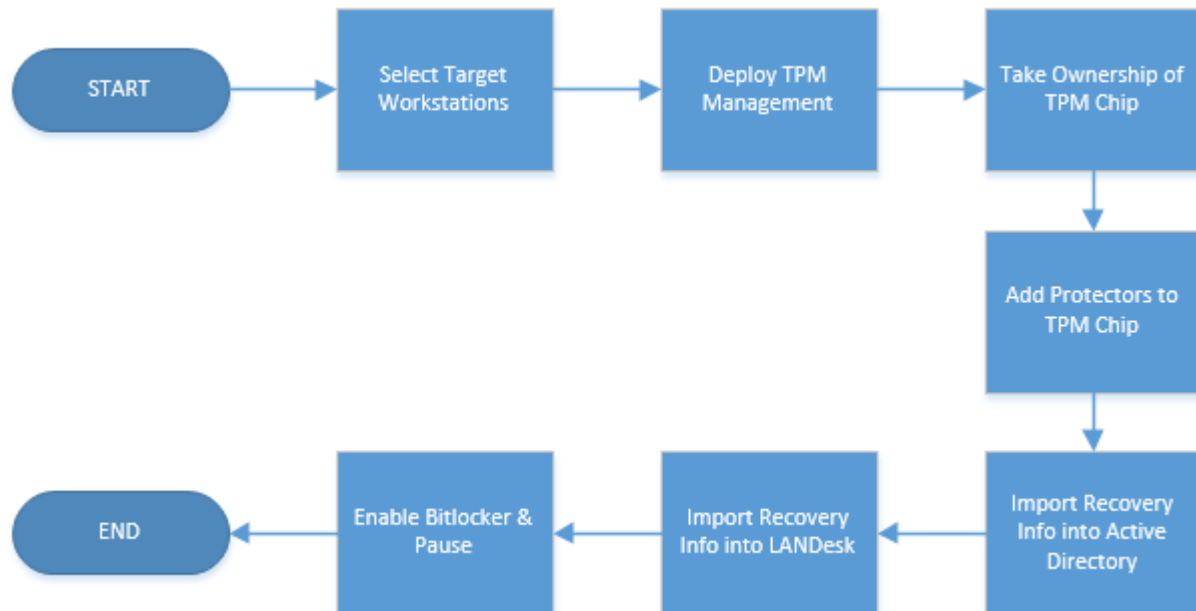 START
Select Target
Workstations
Deploy TPM
Management
Take Ownership of
TPM Chip
Add Protectors to
TPM Chip
Import Recovery
Info into Active
Directory
Import Recovery
Info into LANDesk
Enable Bitlocker &
Pause
END